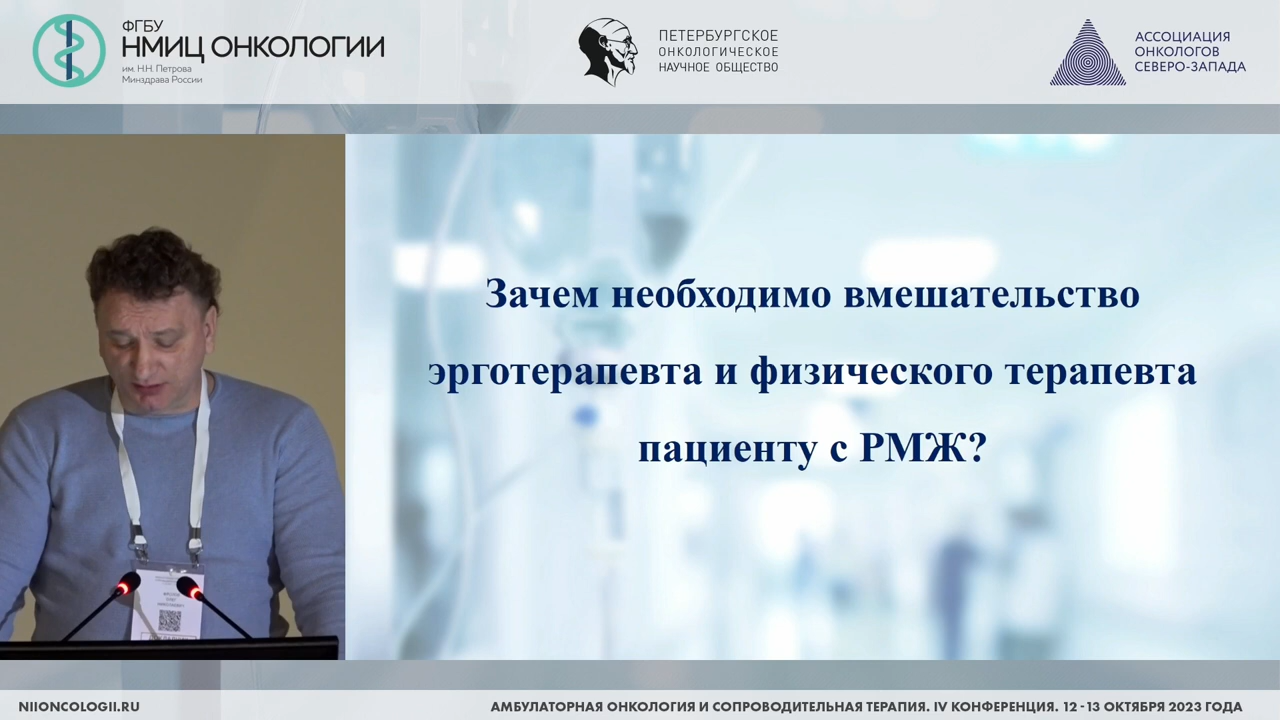 ФГБУ
НМИЦ ОНКОЛОГИИ
им. Н.Н. Петрова
Минздрава России
ПЕТЕРБУРГСКОЕ
ОНКОЛОГИЧЕСКОЕ
НАУЧНОЕ ОБЩЕСТВО
АССОЦИАЦИЯ
ОНКОЛОГОВ
СЕВЕРО-ЗАПАДА
Зачем необходимо вмешательство
эрготерапевта и физического терапевта
пациенту с РМЖ?
NIIONCOLOGII.RU
АМБУЛАТОРНАЯ ОНКОЛОГИЯ И СОПРОВОДИТЕЛЬНАЯ ТЕРАПИЯ. IV КОНФЕРЕНЦИЯ. 12 - 13 ОКТЯБРЯ 2023 ГОДА